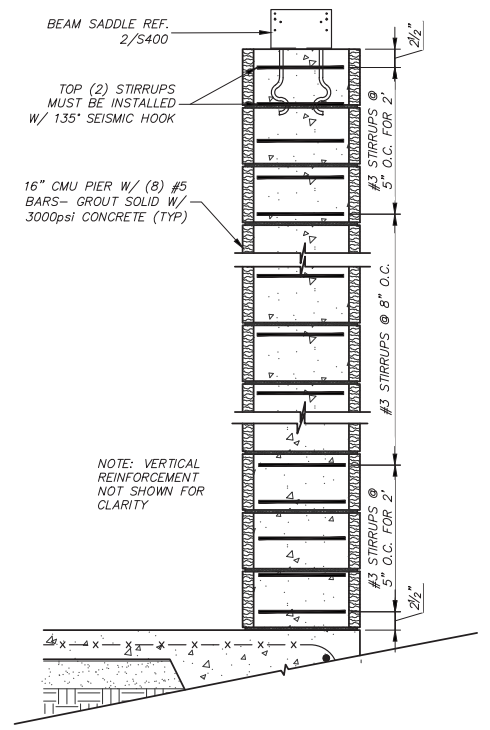 BEAM SADDLE REF.
2/S400
2½"
TOP (2) STIRRUPS
MUST BE INSTALLED
W/ 135° SEISMIC HOOK
#3 STIRRUPS @
5" O.C. FOR 2'
16" CMU PIER W/ (8) #5
BARS- GROUT SOLID W/
3000psi CONCRETE (TYP)
#3 STIRRUPS @ 8" O.C.
NOTE: VERTICAL
REINFORCEMENT
NOT SHOWN FOR
CLARITY
#3 STIRRUPS @
5" O.C. FOR 2'
2½"